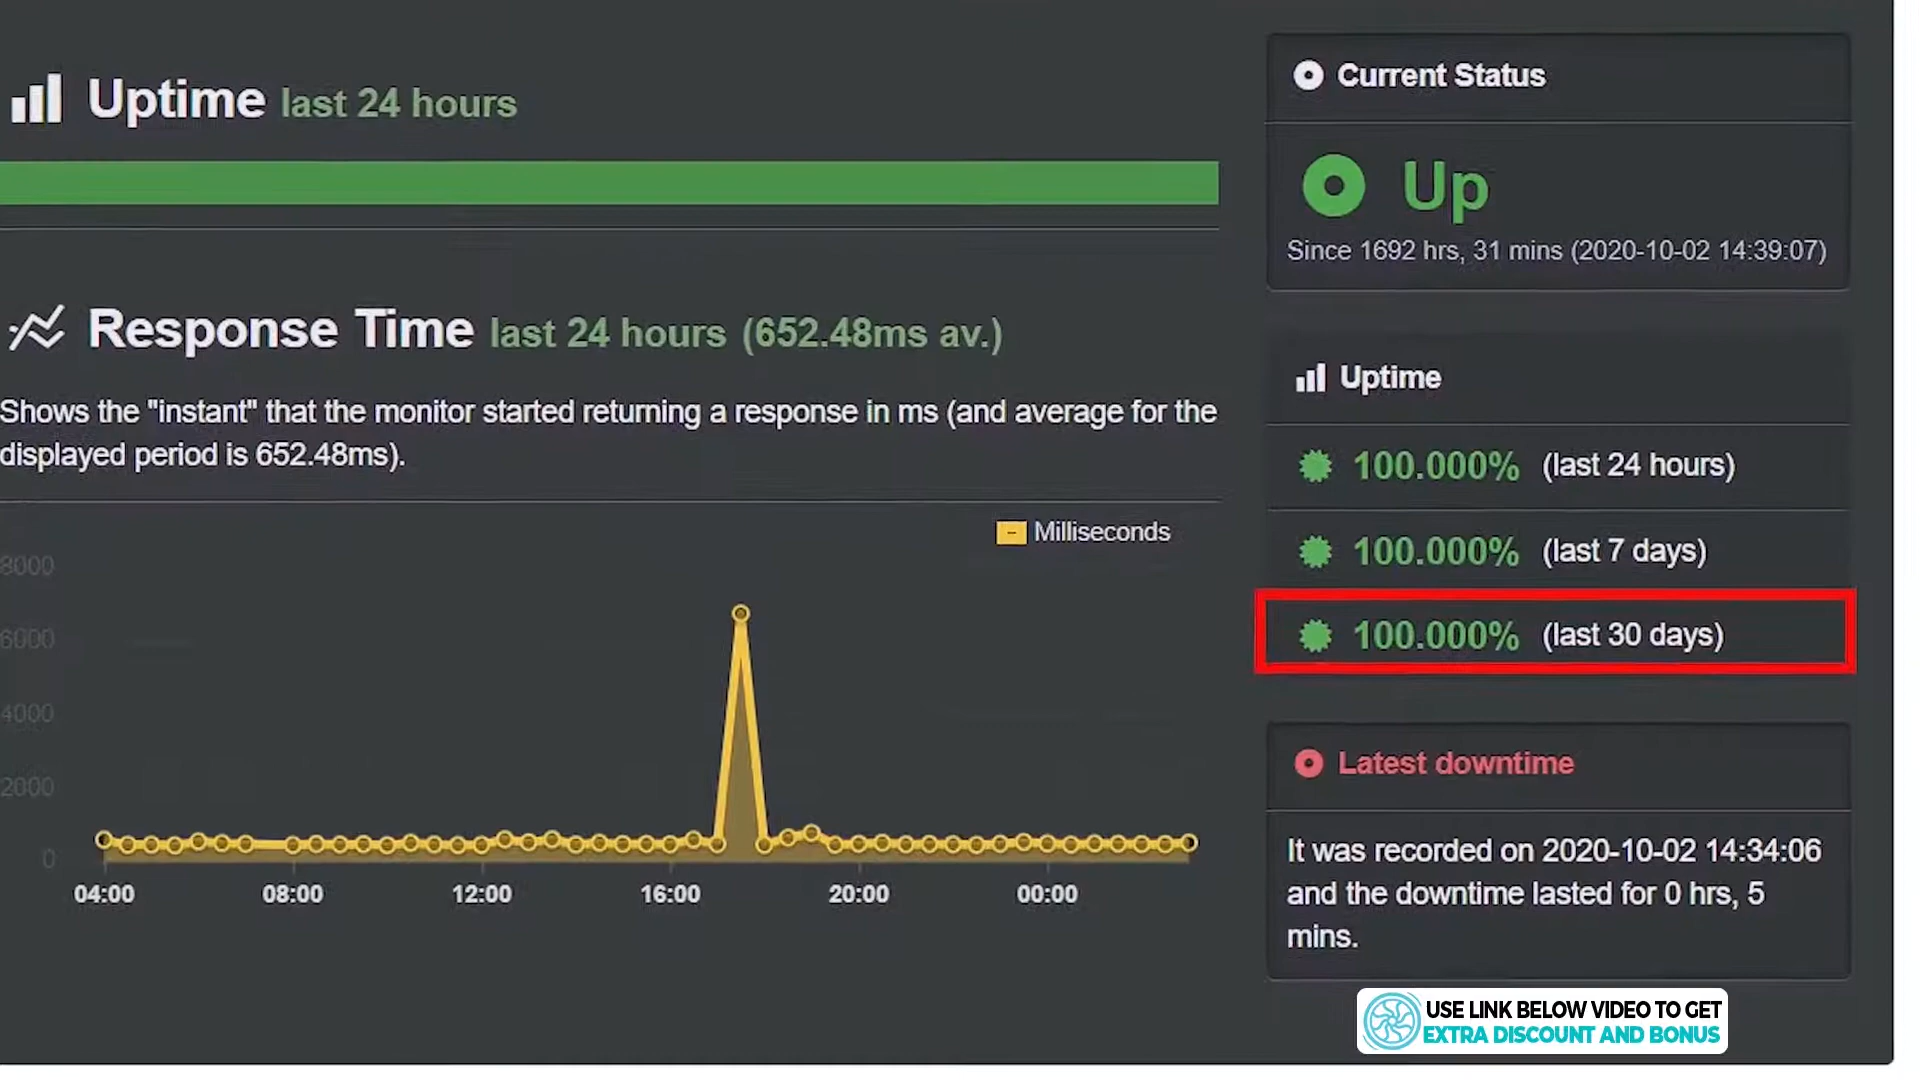 Uptime last 24 hours
Response Time last 24 hours (652.48ms av.)
Shows the "instant" that the monitor started returning a response in ms (and average for the
displayed period is 652.48ms).
Milliseconds
8000
6000
4000
2000
0
04:00 08:00 12:00 16:00 20:00 00:00
Current Status
Up
Since 1692 hrs, 31 mins (2020-10-02 14:39:07)
Uptime
100.000% (last 24 hours)
100.000% (last 7 days)
100.000% (last 30 days)
Latest downtime
It was recorded on 2020-10-02 14:34:06
and the downtime lasted for 0 hrs, 5
mins.
USE LINK BELOW VIDEO TO GET
EXTRA DISCOUNT AND BONUS